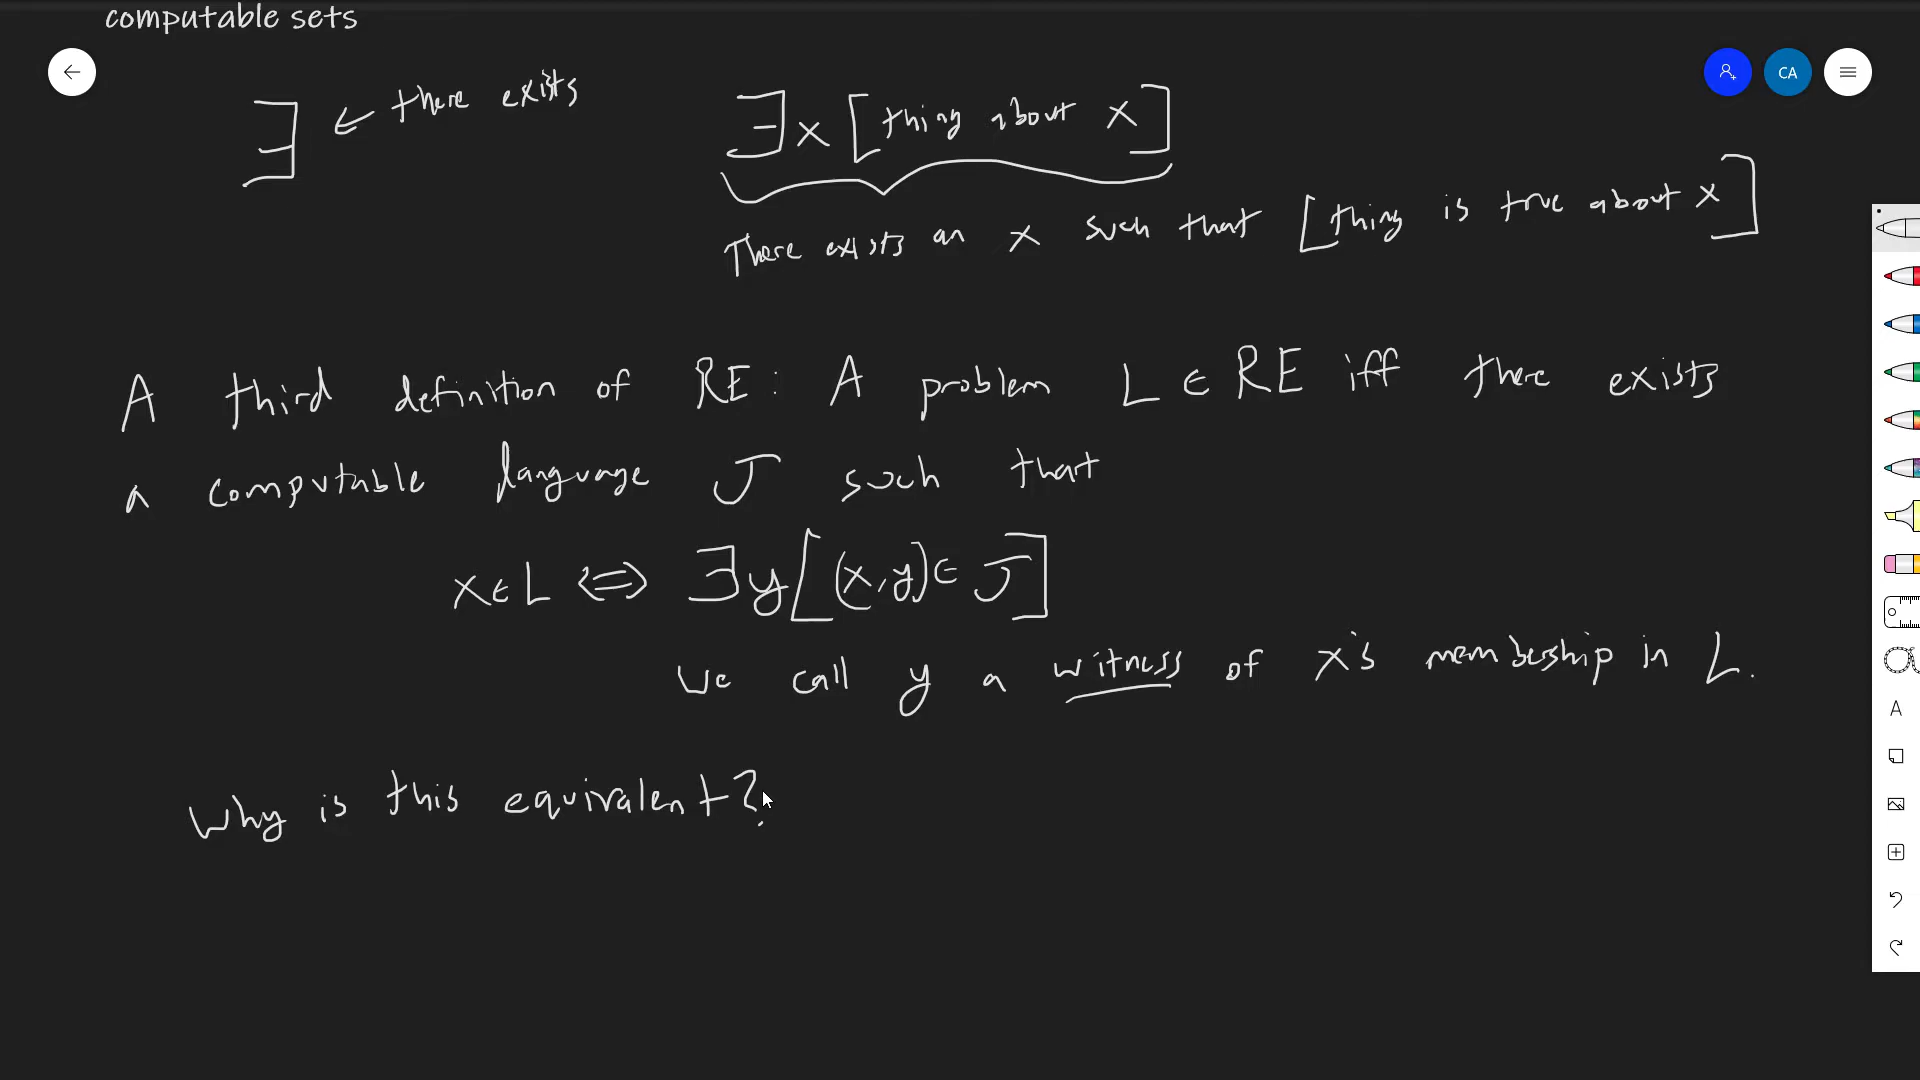 computable sets
CA
∃ ← there exists
∃x [thing about x]
There exists an x such that [thing is true about x]
A third definition of RE: A problem L ∈ RE iff there exists
a computable language J such that
x ∈ L ⇔ ∃y[(x,y) ∈ J]
we call y a witness of x's membership in L.
Why is this equivalent?
A